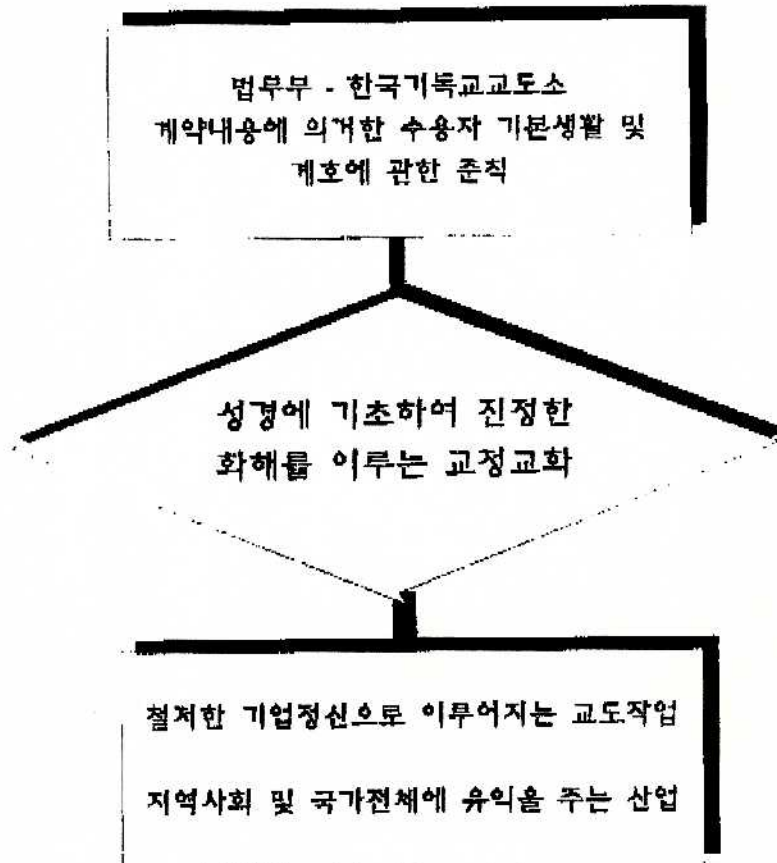 법무부 - 한국기독교교도소
계약내용에 의거한 수용자 기본생활 및
계호에 관한 준칙
성경에 기초하여 진정한
화해를 이루는 교정교화
철저한 기업정신으로 이루어지는 교도작업
지역사회 및 국가전체에 유익을 주는 산업